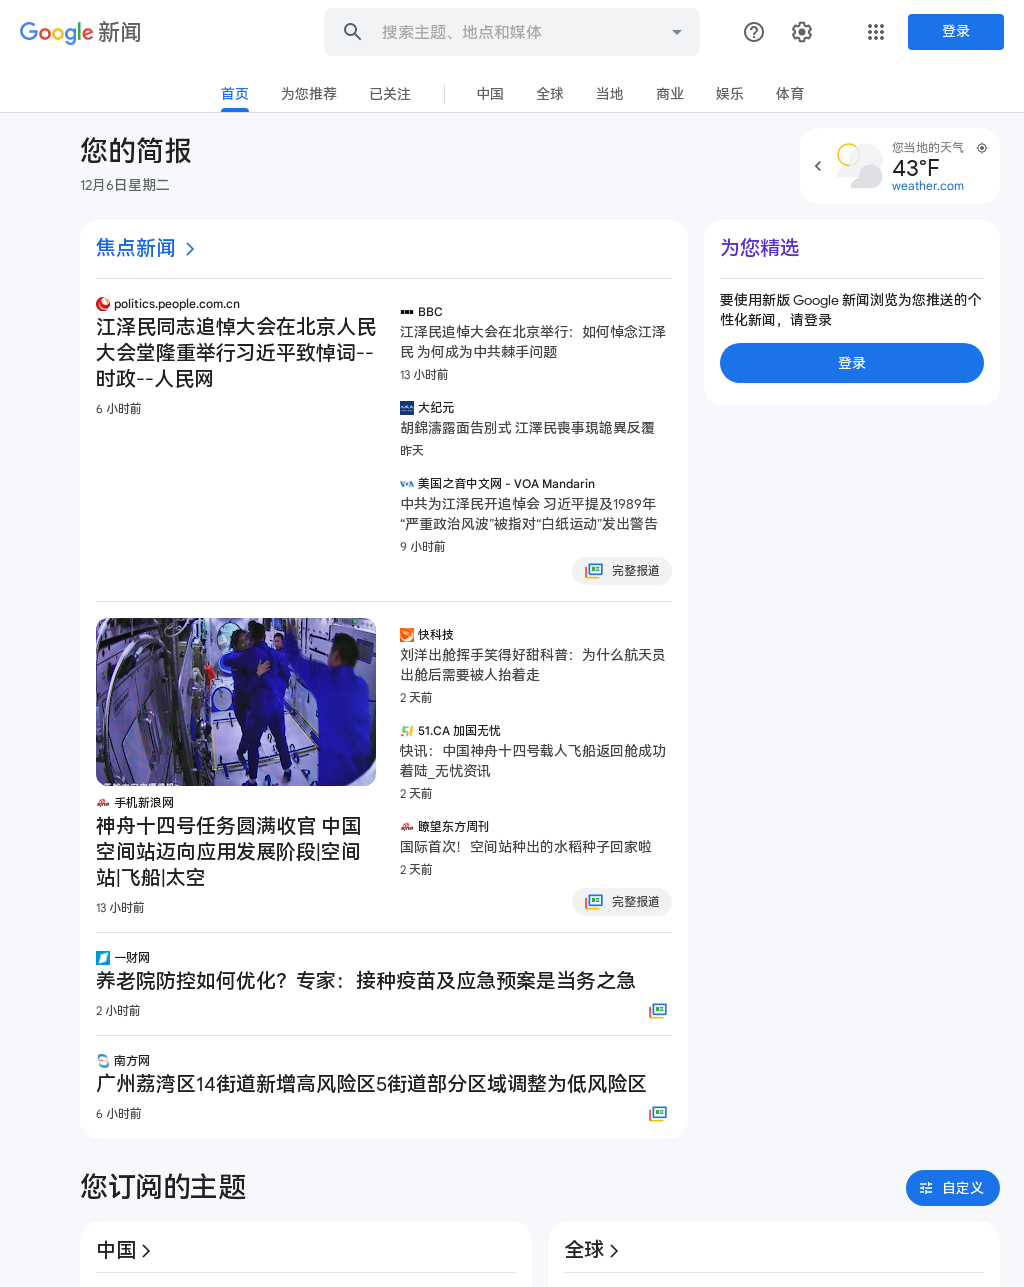 Google 新闻
搜索主题、地点和媒体
登录
首页
为您推荐
已关注
中国
全球
当地
商业
娱乐
体育
您的简报
12月6日星期二
您当地的天气
43°F
weather.com
焦点新闻
politics.people.com.cn
江泽民同志追悼大会在北京人民
大会堂隆重举行习近平致悼词--
时政--人民网
6 小时前
BBC
江泽民追悼大会在北京举行：如何悼念江泽
民 为何成为中共棘手问题
13 小时前
大纪元
胡錦濤露面告別式 江澤民喪事現詭異反覆
昨天
美国之音中文网 - VOA Mandarin
中共为江泽民开追悼会 习近平提及1989年
“严重政治风波”被指对“白纸运动”发出警告
9 小时前
完整报道
为您精选
要使用新版 Google 新闻浏览为您推送的个
性化新闻，请登录
登录
手机新浪网
神舟十四号任务圆满收官 中国
空间站迈向应用发展阶段|空间
站|飞船|太空
13 小时前
快科技
刘洋出舱挥手笑得好甜科普：为什么航天员
出舱后需要被人抬着走
2 天前
51.CA 加国无忧
快讯：中国神舟十四号载人飞船返回舱成功
着陆_无忧资讯
2 天前
瞭望东方周刊
国际首次！空间站种出的水稻种子回家啦
2 天前
完整报道
一财网
养老院防控如何优化？专家：接种疫苗及应急预案是当务之急
2 小时前
南方网
广州荔湾区14街道新增高风险区5街道部分区域调整为低风险区
6 小时前
您订阅的主题
自定义
中国
全球